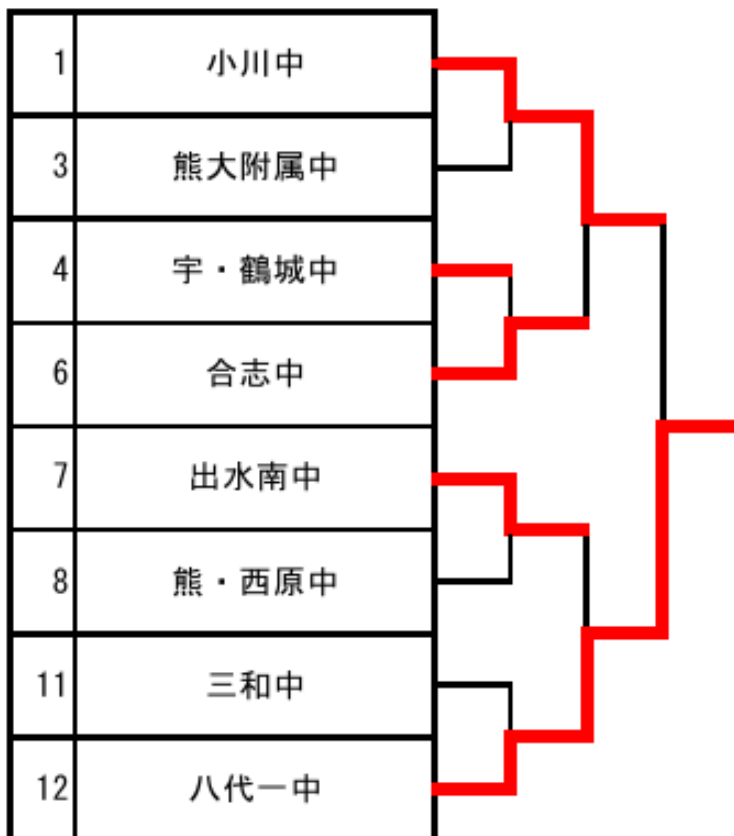 1 小川中
3 熊大附属中
4 宇・鶴城中
6 合志中
7 出水南中
8 熊・西原中
11 三和中
12 八代一中